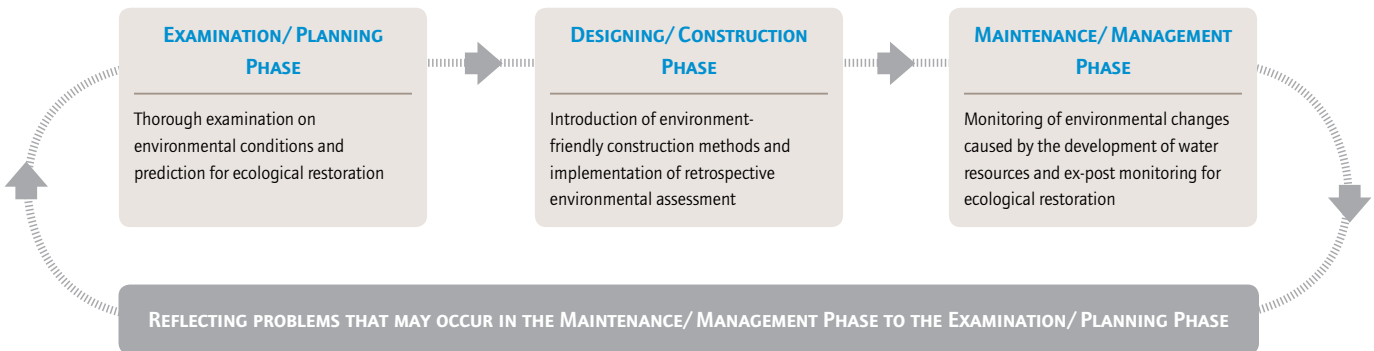 EXAMINATION/PLANNING
PHASE
Thorough examination on
environmental conditions and
prediction for ecological restoration
DESIGNING/CONSTRUCTION
PHASE
Introduction of environment-
friendly construction methods and
implementation of retrospective
environmental assessment
MAINTENANCE/MANAGEMENT
PHASE
Monitoring of environmental changes
caused by the development of water
resources and ex-post monitoring for
ecological restoration
REFLECTING PROBLEMS THAT MAY OCCUR IN THE MAINTENANCE/MANAGEMENT PHASE TO THE EXAMINATION/PLANNING PHASE